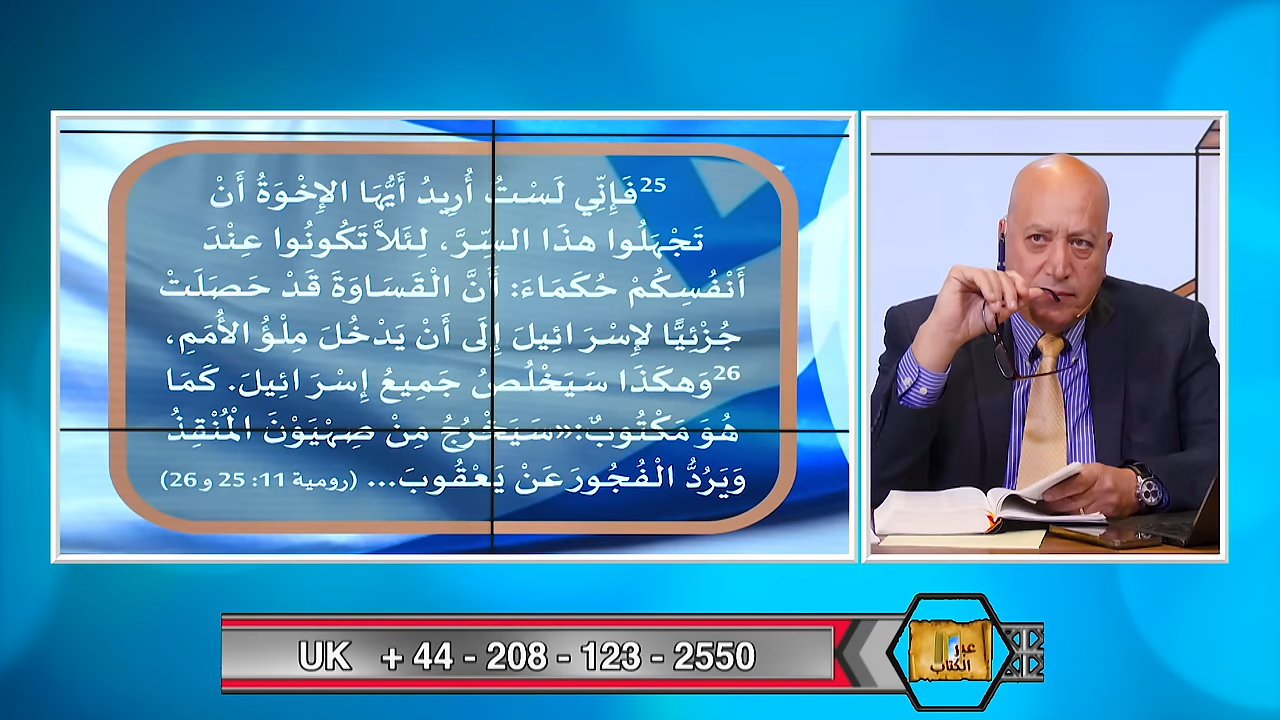 25فَإِنِّي لَسْتُ أُرِيدُ أَيُّهَا الإِخْوَةُ أَنْ
تَجْهَلُوا هذَا السِّرَّ، لِئَلاَّ تَكُونُوا عِنْدَ
أَنْفُسِكُمْ حُكَمَاءَ: أَنَّ الْقَسَاوَةَ قَدْ حَصَلَتْ
جُزْئِيًّا لإِسْرَائِيلَ إِلَى أَنْ يَدْخُلَ مِلْؤُ الأُمَمِ،
26وَهكَذَا سَيَخْلُصُ جَمِيعُ إِسْرَائِيلَ. كَمَا
هُوَ مَكْتُوبٌ:«سَيَخْرُجُ مِنْ صِهْيَوْنَ الْمُنْقِذُ
وَيَرُدُّ الْفُجُورَ عَنْ يَعْقُوبَ... (رومية 11: 25 و26)
UK + 44 - 208 - 123 - 2550
عبر
الكتاب